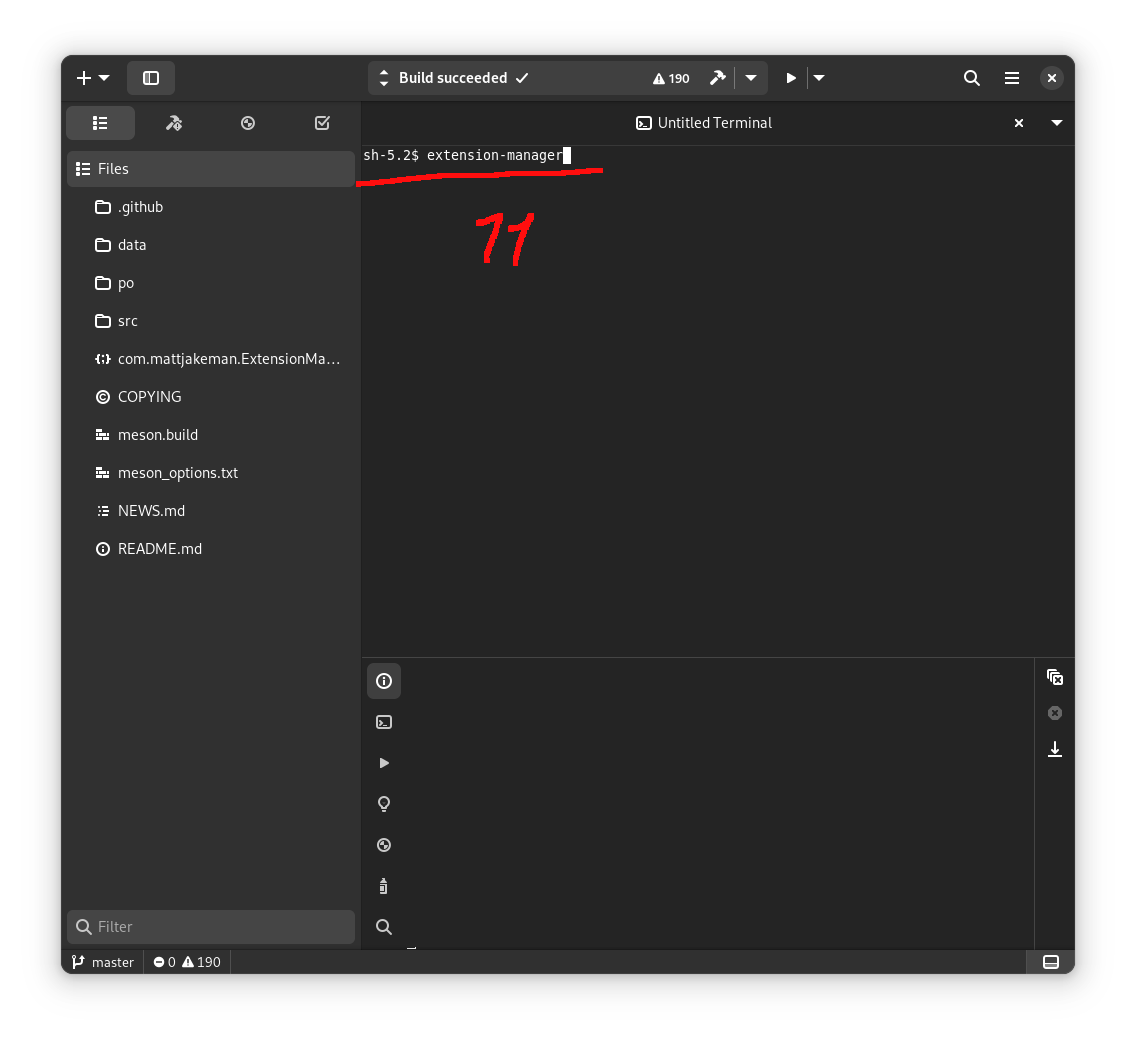 Build succeeded
190
Untitled Terminal
sh-5.2$ extension-manager
11
Files
.github
data
po
src
com.mattjakeman.ExtensionMa…
COPYING
meson.build
meson_options.txt
NEWS.md
README.md
Filter
master
0
190